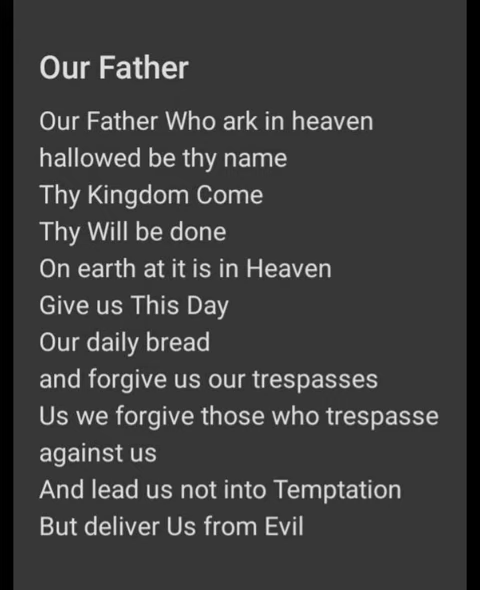 Our Father
Our Father Who ark in heaven
hallowed be thy name
Thy Kingdom Come
Thy Will be done
On earth at it is in Heaven
Give us This Day
Our daily bread
and forgive us our trespasses
Us we forgive those who trespasse
against us
And lead us not into Temptation
But deliver Us from Evil